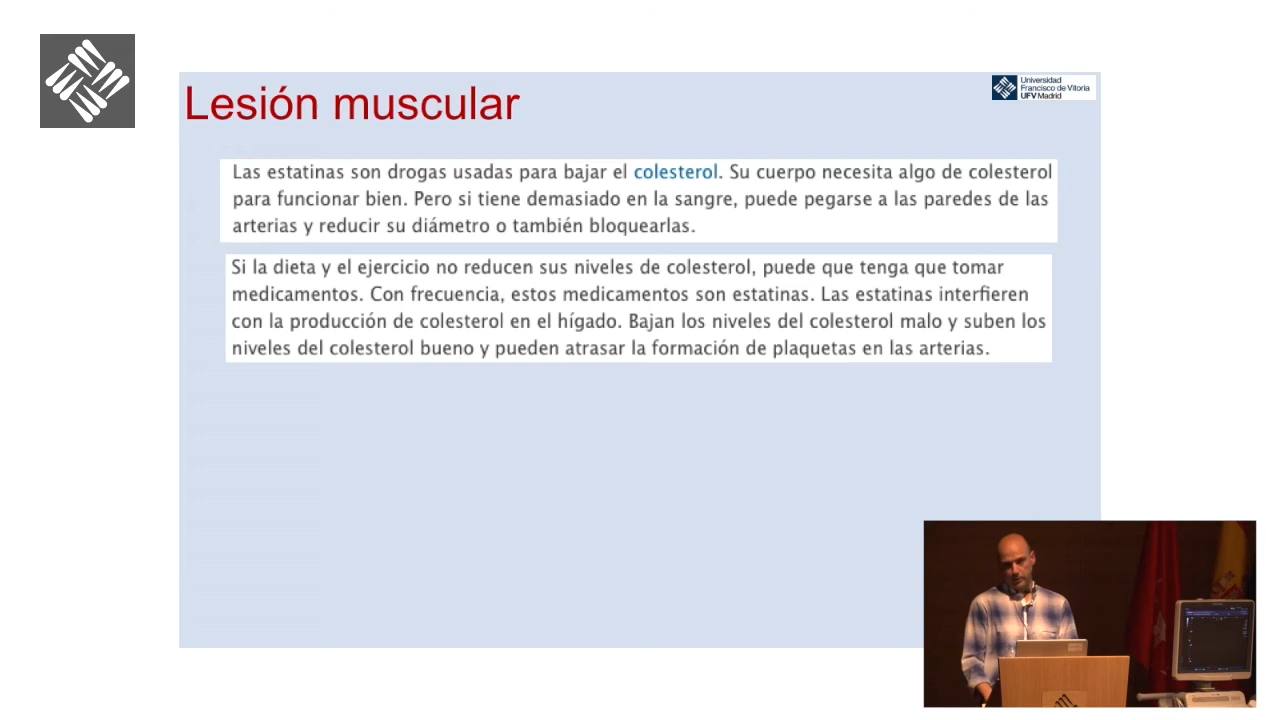 Lesión muscular
Universidad
Francisco de Vitoria
UFV Madrid
Las estatinas son drogas usadas para bajar el colesterol. Su cuerpo necesita algo de colesterol
para funcionar bien. Pero si tiene demasiado en la sangre, puede pegarse a las paredes de las
arterias y reducir su diámetro o también bloquearlas.
Si la dieta y el ejercicio no reducen sus niveles de colesterol, puede que tenga que tomar
medicamentos. Con frecuencia, estos medicamentos son estatinas. Las estatinas interfieren
con la producción de colesterol en el hígado. Bajan los niveles del colesterol malo y suben los
niveles del colesterol bueno y pueden atrasar la formación de plaquetas en las arterias.